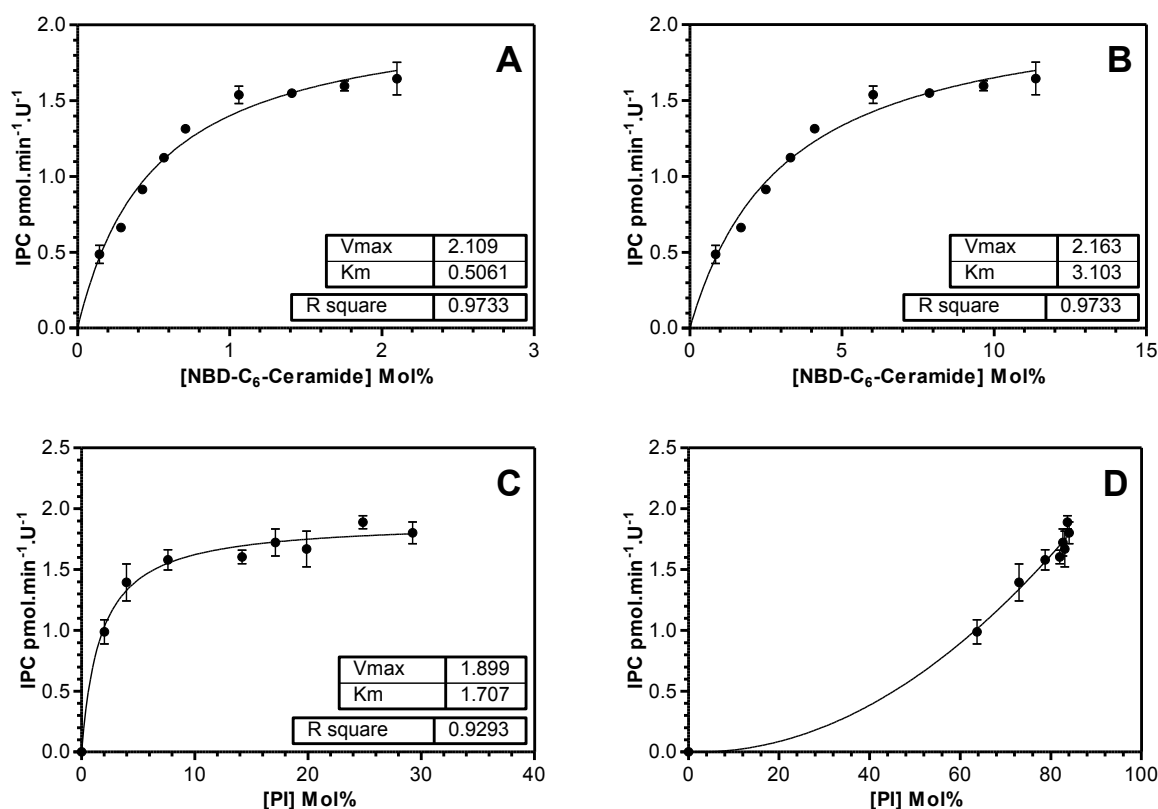 A
IPC pmol.min⁻¹.U⁻¹
2.0
1.5
1.0
0.5
0.0
Vmax 2.109
Km 0.5061
R square 0.9733
0 1 2 3
[NBD-C₆-Ceramide] Mol%
B
IPC pmol.min⁻¹.U⁻¹
2.0
1.5
1.0
0.5
0.0
Vmax 2.163
Km 3.103
R square 0.9733
0 5 10 15
[NBD-C₆-Ceramide] Mol%
C
IPC pmol.min⁻¹.U⁻¹
2.5
2.0
1.5
1.0
0.5
0.0
Vmax 1.899
Km 1.707
R square 0.9293
0 10 20 30 40
[PI] Mol%
D
IPC pmol.min⁻¹.U⁻¹
2.5
2.0
1.5
1.0
0.5
0.0
0 20 40 60 80 100
[PI] Mol%